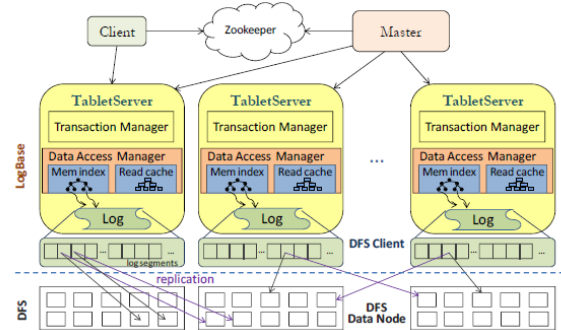 Client
Zookeeper
Master
LogBase
TabletServer
Transaction Manager
Data Access Manager
Mem index
Read cache
Log
TabletServer
Transaction Manager
Data Access Manager
Mem index
Read cache
Log
...
TabletServer
Transaction Manager
Data Access Manager
Mem index
Read cache
Log
DFS Client
... ...
log segments
... ...
... ...
replication
DFS
DFS
Data Node